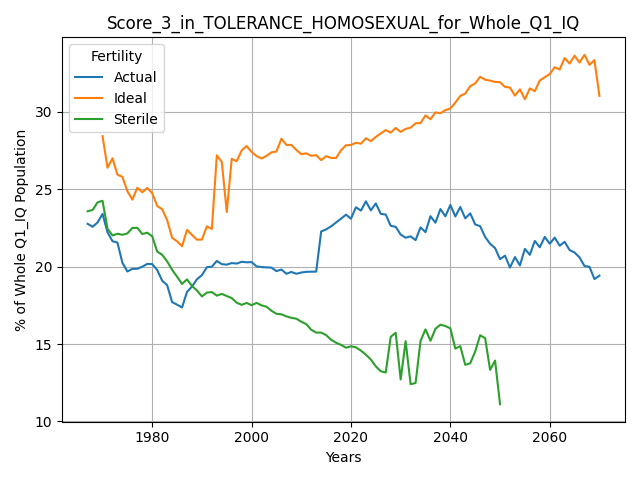 Score_3_in_TOLERANCE_HOMOSEXUAL_for_Whole_Q1_IQ
Fertility
Actual
Ideal
Sterile
% of Whole Q1_IQ Population
30
25
20
15
10
1980
2000
2020
2040
2060
Years